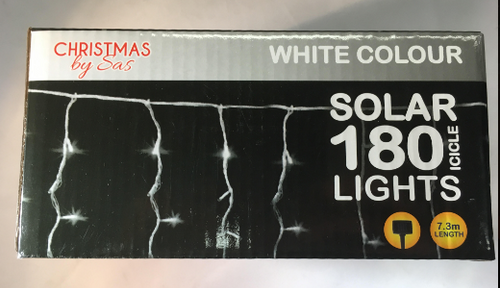 CHRISTMAS
by Sas
WHITE COLOUR
SOLAR
180
ICICLE
LIGHTS
7.3m
LENGTH